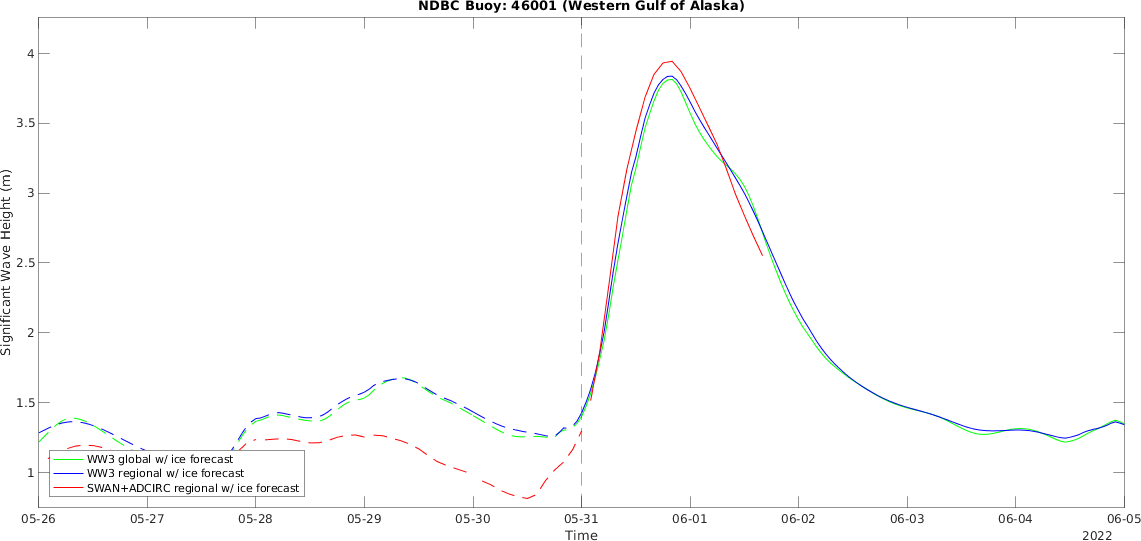 NDBC Buoy: 46001 (Western Gulf of Alaska)
Significant Wave Height (m)
4
3.5
3
2.5
2
1.5
1
WW3 global w/ ice forecast
WW3 regional w/ ice forecast
SWAN+ADCIRC regional w/ ice forecast
05-26 05-27 05-28 05-29 05-30 05-31 06-01 06-02 06-03 06-04 06-05
Time
2022